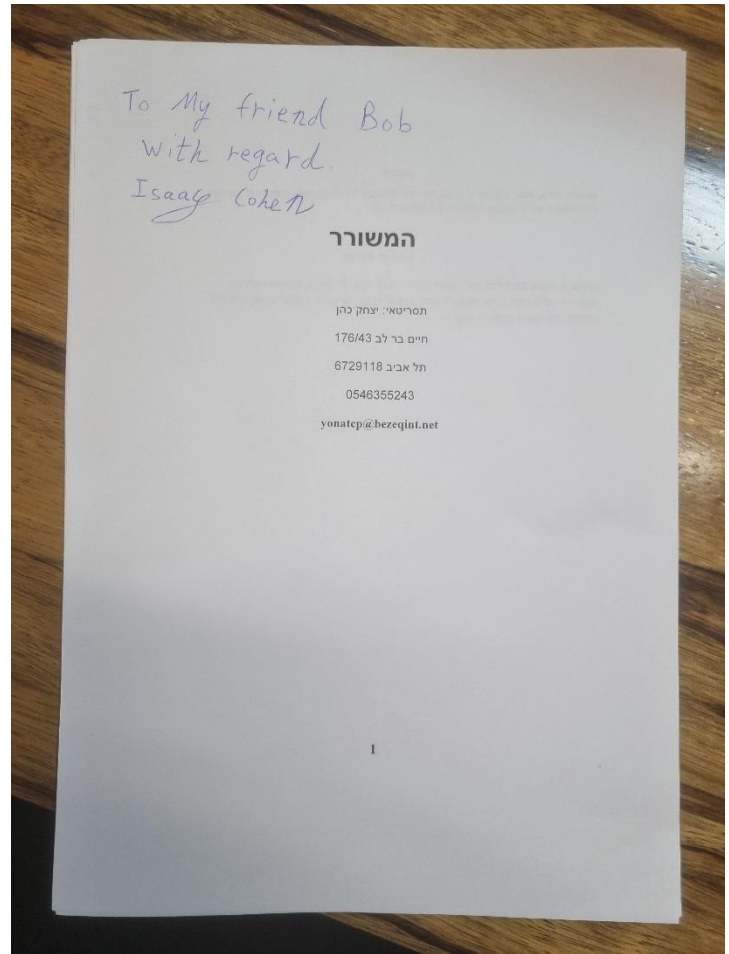 To My friend Bob
with regard.
Isaac Cohen
המשורר
תסריטאי: יצחק כהן
חיים בר לב 176/43
תל אביב 6729118
0546355243
yonatcp@bezeqint.net
1